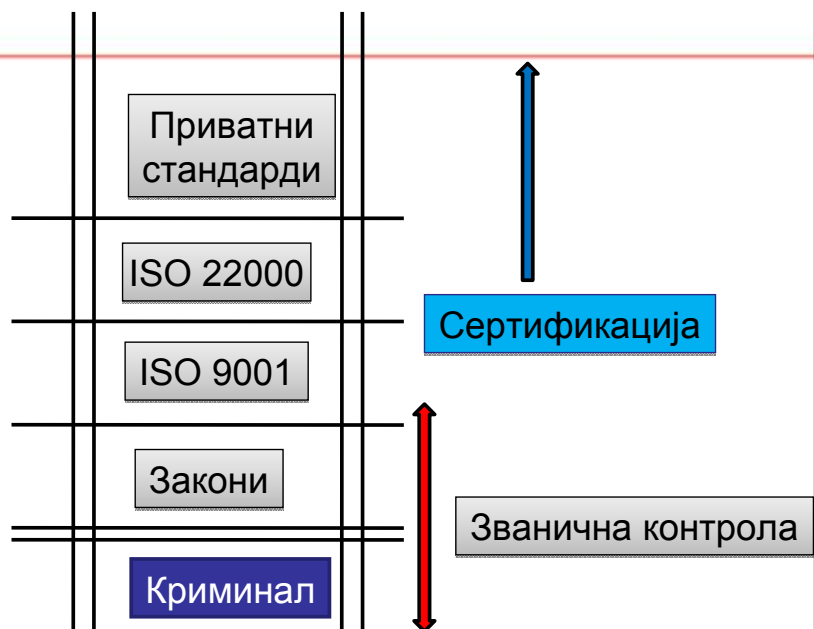 Приватни
стандарди
ISO 22000
Сертификација
ISO 9001
Закони
Званична контрола
Криминал